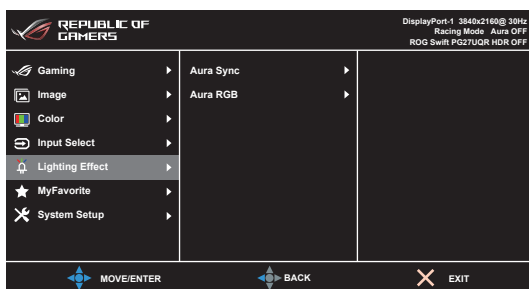 REPUBLIC OF
GAMERS
DisplayPort-1 3840x2160@ 30Hz
Racing Mode Aura OFF
ROG Swift PG27UQR HDR OFF
Gaming
Image
Color
Input Select
Lighting Effect
MyFavorite
System Setup
Aura Sync
Aura RGB
MOVE/ENTER
BACK
EXIT